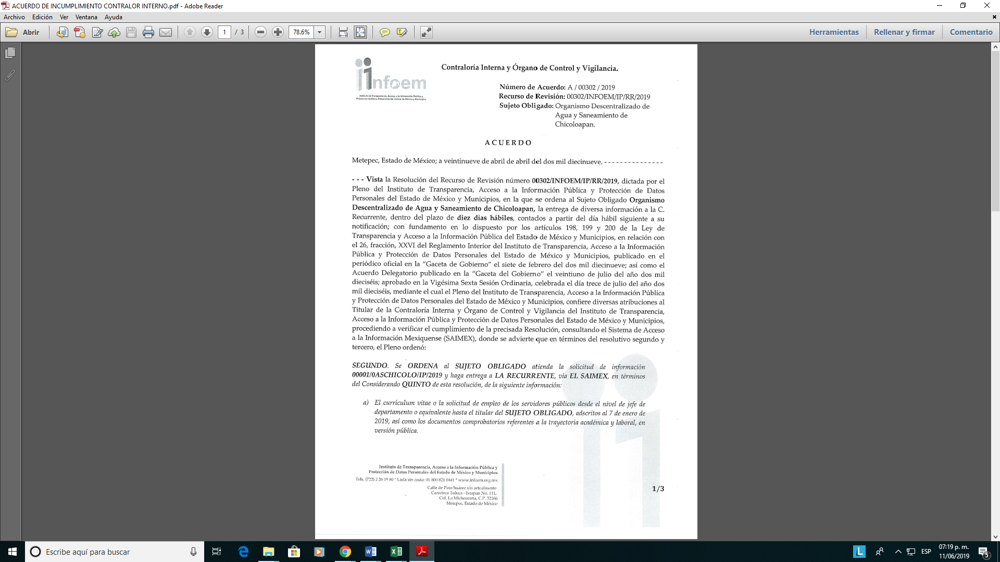 ACUERDO DE INCUMPLIMIENTO CONTRALOR INTERNO.pdf - Adobe Reader
Archivo Edición Ver Ventana Ayuda
Abrir 1 / 3 78.6% Herramientas Rellenar y firmar Comentario
infoem
Instituto de Transparencia, Acceso a la Información Pública y
Protección de Datos Personales del Estado de México y Municipios
Contraloría Interna y Órgano de Control y Vigilancia.
Número de Acuerdo: A / 00302 / 2019
Recurso de Revisión: 00302/INFOEM/IP/RR/2019
Sujeto Obligado: Organismo Descentralizado de
Agua y Saneamiento de
Chicoloapan.
A C U E R D O
Metepec, Estado de México; a veintinueve de abril de abril del dos mil diecinueve. - - - - - - - - - - - - - - -
- - - Vista la Resolución del Recurso de Revisión número 00302/INFOEM/IP/RR/2019, dictada por el
Pleno del Instituto de Transparencia, Acceso a la Información Pública y Protección de Datos
Personales del Estado de México y Municipios, en la que se ordena al Sujeto Obligado Organismo
Descentralizado de Agua y Saneamiento de Chicoloapan, la entrega de diversa información a la C.
Recurrente, dentro del plazo de diez días hábiles, contados a partir del día hábil siguiente a su
notificación; con fundamento en lo dispuesto por los artículos 198, 199 y 200 de la Ley de
Transparencia y Acceso a la Información Pública del Estado de México y Municipios, en relación con
el 26, fracción, XXVI del Reglamento Interior del Instituto de Transparencia, Acceso a la Información
Pública y Protección de Datos Personales del Estado de México y Municipios, publicado en el
periódico oficial en la “Gaceta de Gobierno” el siete de febrero del dos mil diecinueve; así como el
Acuerdo Delegatorio publicado en la “Gaceta del Gobierno” el veintiuno de julio del año dos mil
dieciséis; aprobado en la Vigésima Sexta Sesión Ordinaria, celebrada el día trece de julio del año dos
mil dieciséis, mediante el cual el Pleno del Instituto de Transparencia, Acceso a la Información Pública
y Protección de Datos Personales del Estado de México y Municipios, confiere diversas atribuciones al
Titular de la Contraloría Interna y Órgano de Control y Vigilancia del Instituto de Transparencia,
Acceso a la Información Pública y Protección de Datos Personales del Estado de México y Municipios,
procediendo a verificar el cumplimiento de la precisada Resolución, consultando el Sistema de Acceso
a la Información Mexiquense (SAIMEX), donde se advierte que en términos del resolutivo segundo y
tercero, el Pleno ordenó:
SEGUNDO. Se ORDENA al SUJETO OBLIGADO atienda la solicitud de información
00001/0ASCHICOLO/IP/2019 y haga entrega a LA RECURRENTE, vía EL SAIMEX, en términos
del Considerando QUINTO de esta resolución, de la siguiente información:
a) El currículum vitae o la solicitud de empleo de los servidores públicos desde el nivel de jefe de
departamento o equivalente hasta el titular del SUJETO OBLIGADO, adscritos al 7 de enero de
2019, así como los documentos comprobatorios referentes a la trayectoria académica y laboral, en
versión pública.
Instituto de Transparencia, Acceso a la Información Pública y
Protección de Datos Personales del Estado de México y Municipios
Tels. (722) 2 26 19 80 * Lada sin costo: 01 800 821 0441 * www.infoem.org.mx
Calle de Pino Suárez s/n actualmente
Carretera Toluca - Ixtapan No. 111,
Col. La Michoacana, C.P. 52166
Metepec, Estado de México
1/3
Escribe aquí para buscar
ESP
07:19 p. m.
11/06/2019
5